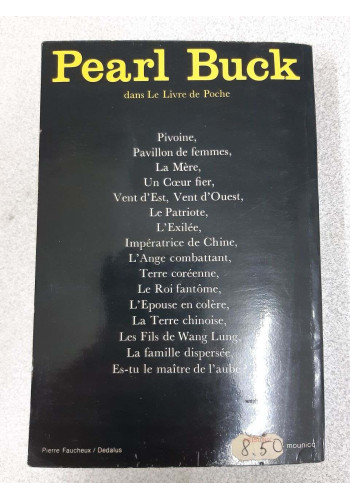 Pearl Buck
dans Le Livre de Poche
Pivoine,
Pavillon de femmes,
La Mère,
Un Cœur fier,
Vent d'Est, Vent d'Ouest,
Le Patriote,
L'Exilée,
Impératrice de Chine,
L'Ange combattant,
Terre coréenne,
Le Roi fantôme,
L'Epouse en colère,
La Terre chinoise,
Les Fils de Wang Lung,
La famille dispersée,
Es-tu le maître de l'aube
8.50
Pierre Faucheux / Dedalus